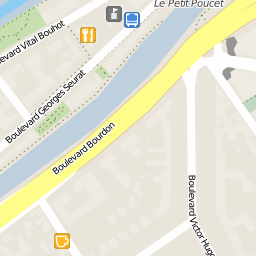 Le Petit Poucet
Boulevard Vital Bouhot
Boulevard Georges Seurat
Boulevard Bourdon
Boulevard Victor Hugo